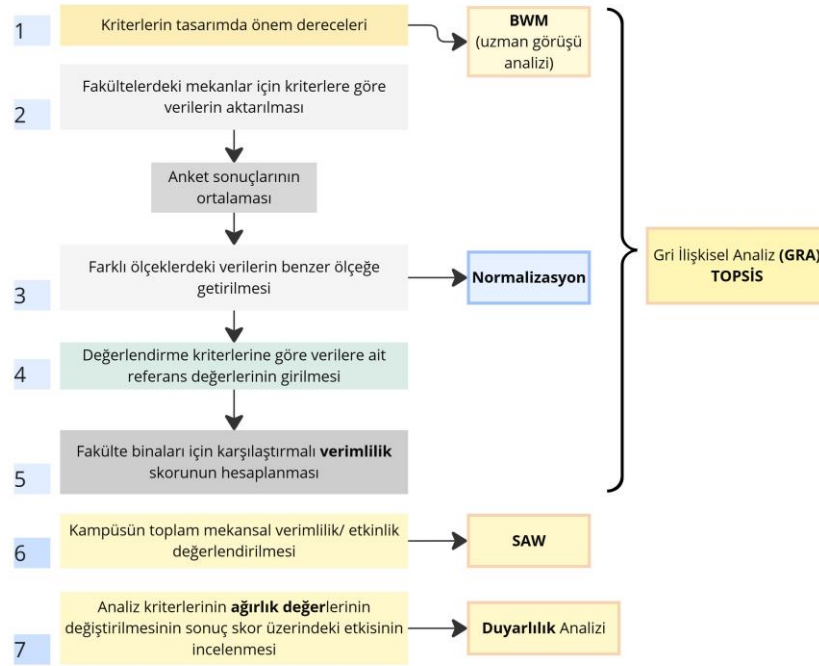 1
Kriterlerin tasarımda önem dereceleri
BWM
(uzman görüşü
analizi)
2
Fakültelerdeki mekanlar için kriterlere göre
verilerin aktarılması
Anket sonuçlarının
ortalaması
3
Farklı ölçeklerdeki verilerin benzer ölçeğe
getirilmesi
Normalizasyon
Gri İlişkisel Analiz (GRA)
TOPSİS
4
Değerlendirme kriterlerine göre verilere ait
referans değerlerinin girilmesi
5
Fakülte binaları için karşılaştırmalı verimlilik
skorunun hesaplanması
6
Kampüsün toplam mekansal verimlilik/ etkinlik
değerlendirilmesi
SAW
7
Analiz kriterlerinin ağırlık değerlerinin
değiştirilmesinin sonuç skor üzerindeki etkisinin
incelenmesi
Duyarlılık Analizi